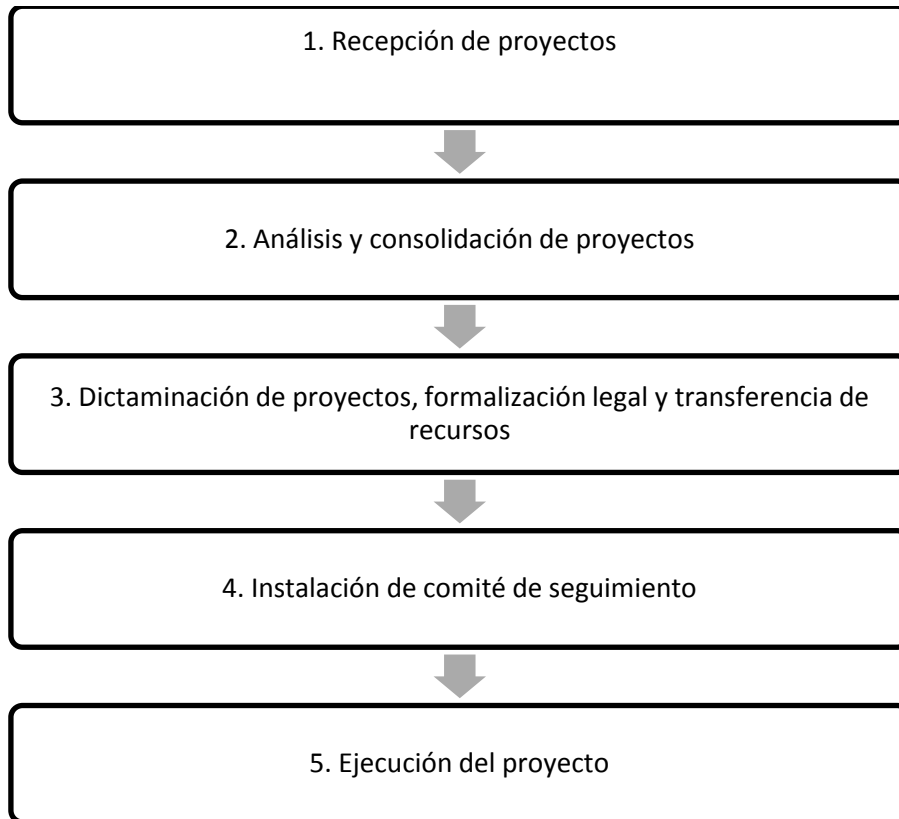 1. Recepción de proyectos
2. Análisis y consolidación de proyectos
3. Dictaminación de proyectos, formalización legal y transferencia de
recursos
4. Instalación de comité de seguimiento
5. Ejecución del proyecto